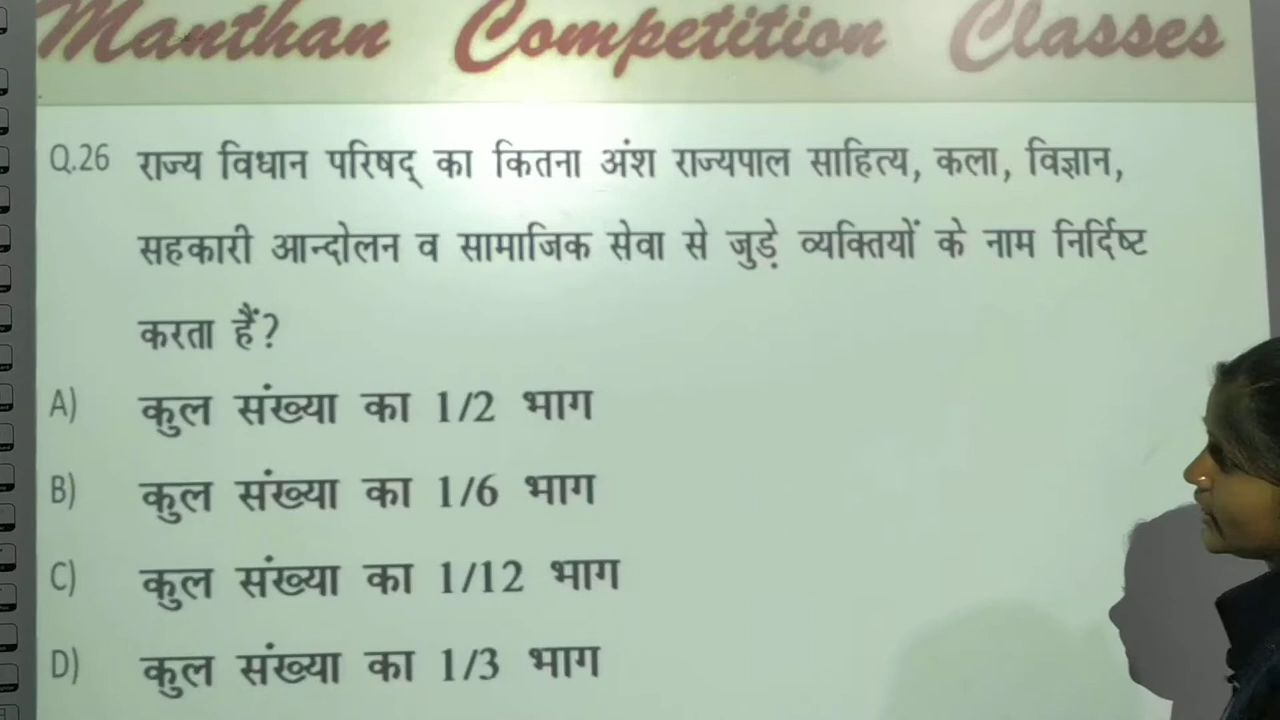 Manthan Competition Classes
Q.26 राज्य विधान परिषद् का कितना अंश राज्यपाल साहित्य, कला, विज्ञान,
सहकारी आन्दोलन व सामाजिक सेवा से जुड़े व्यक्तियों के नाम निर्दिष्ट
करता हैं?
A) कुल संख्या का 1/2 भाग
B) कुल संख्या का 1/6 भाग
C) कुल संख्या का 1/12 भाग
D) कुल संख्या का 1/3 भाग